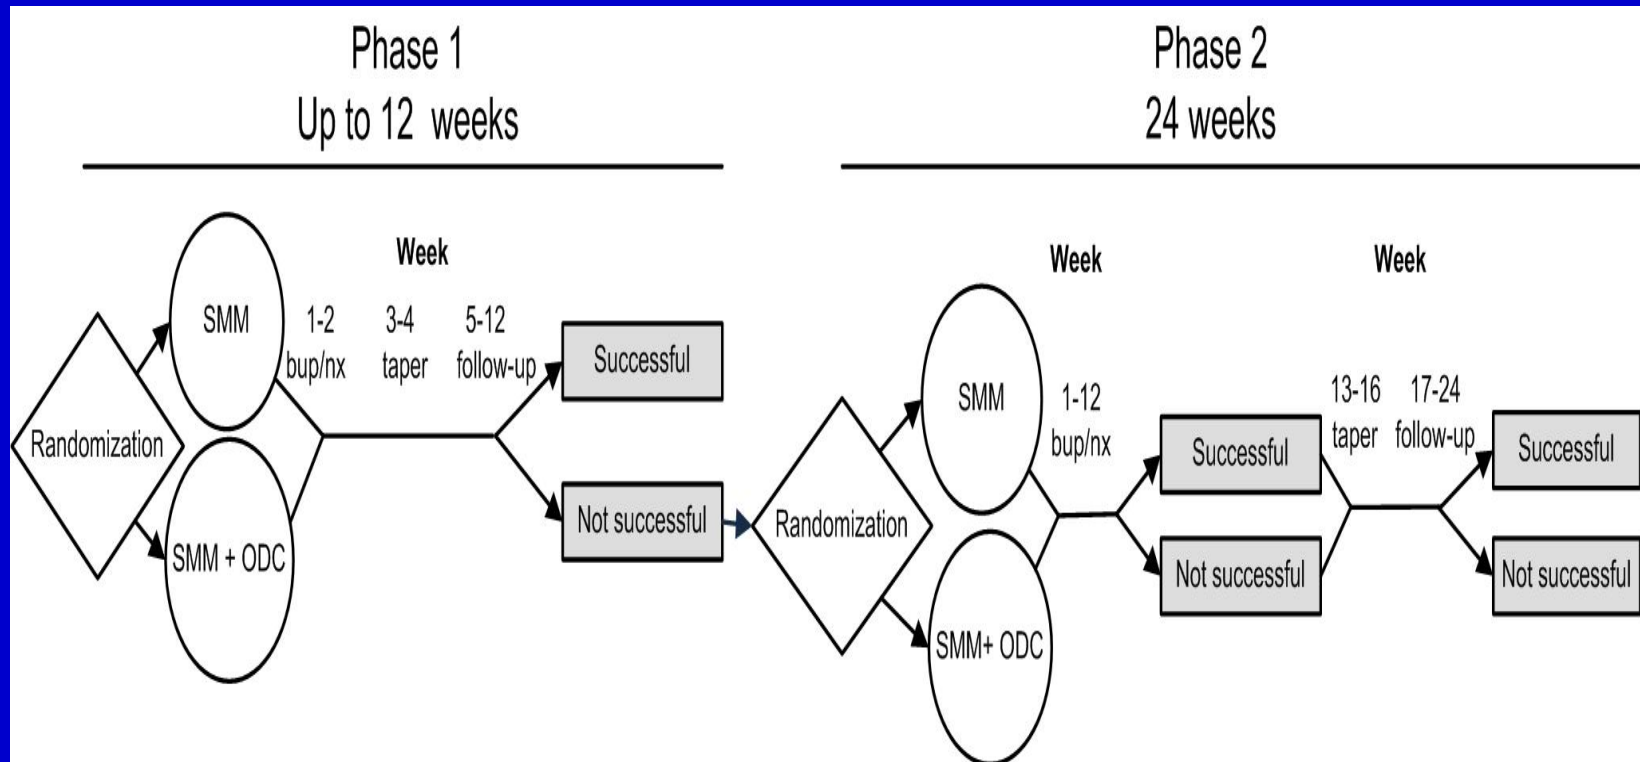 Phase 1
Up to 12 weeks
Week
SMM
1-2
bup/nx
3-4
taper
5-12
follow-up
Randomization
SMM + ODC
Successful
Not successful
Phase 2
24 weeks
Week
Week
Randomization
SMM
SMM+ ODC
1-12
bup/nx
Successful
Not successful
13-16
taper
17-24
follow-up
Successful
Not successful